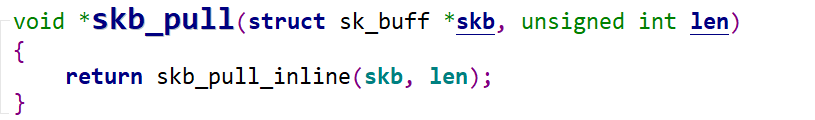 void *skb_pull(struct sk_buff *skb, unsigned int len)
{
    return skb_pull_inline(skb, len);
}